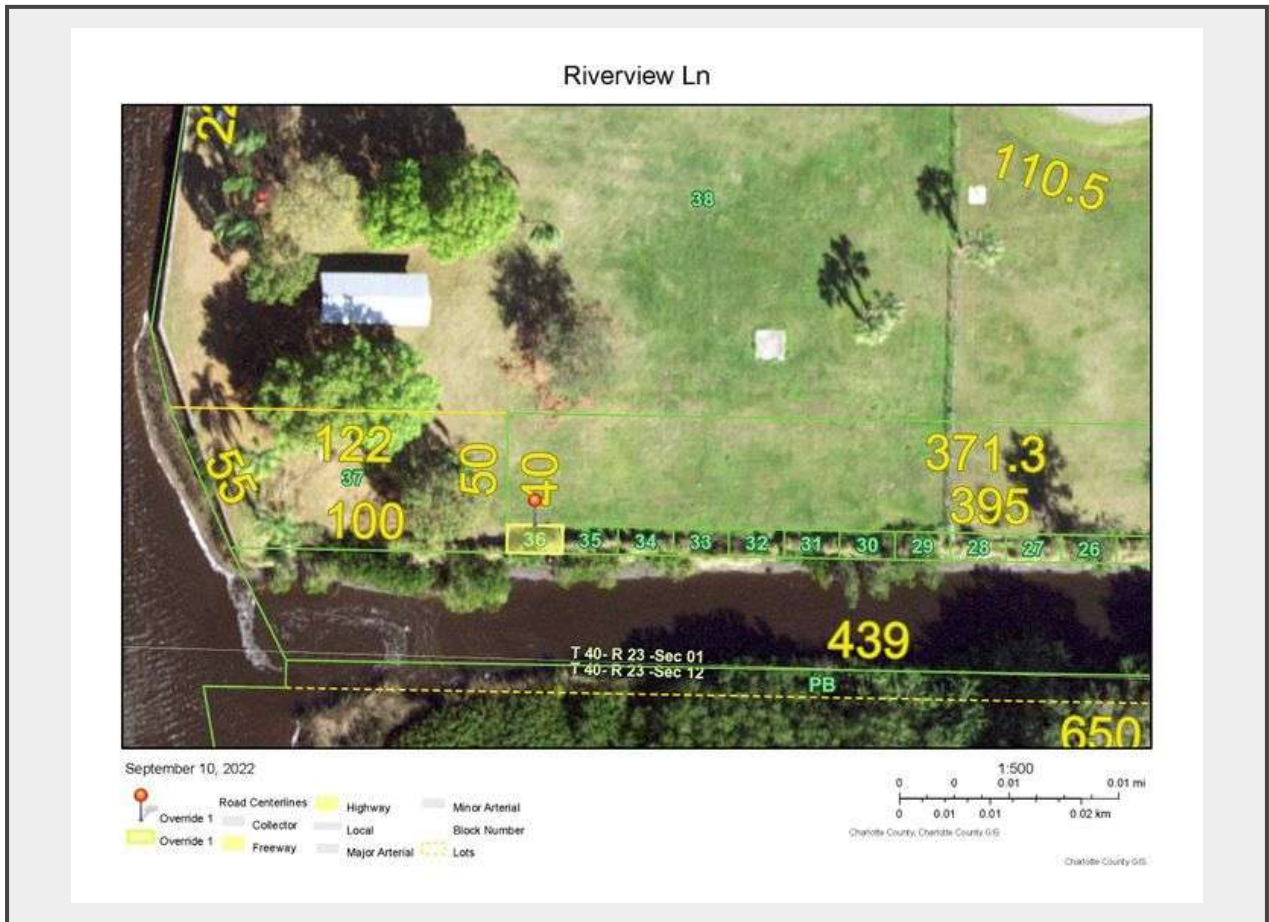 Riverview Ln
38
110.5
122
37
100
55
50
40
371.3
395
36 35 34 33 32 31 30 29 28 27 26
439
T 40- R 23 -Sec 01
T 40- R 23 -Sec 12
PB
650
September 10, 2022
Override 1
Override 1
Road Centerlines
Collector
Freeway
Highway
Local
Major Arterial
Minor Arterial
Block Number
Lots
1:500
0 0 0.01 0.01 mi
0 0.01 0.01 0.02 km
Charlotte County, Charlotte County GIS
Charlotte County GIS